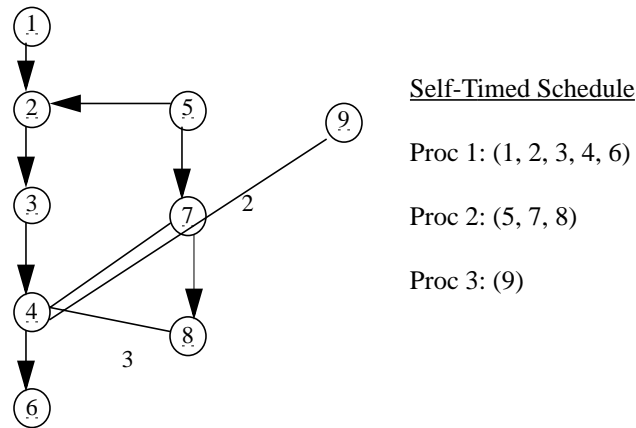 1
2
5
9
3
7
2
4
8
3
6
Self-Timed Schedule
Proc 1: (1, 2, 3, 4, 6)
Proc 2: (5, 7, 8)
Proc 3: (9)